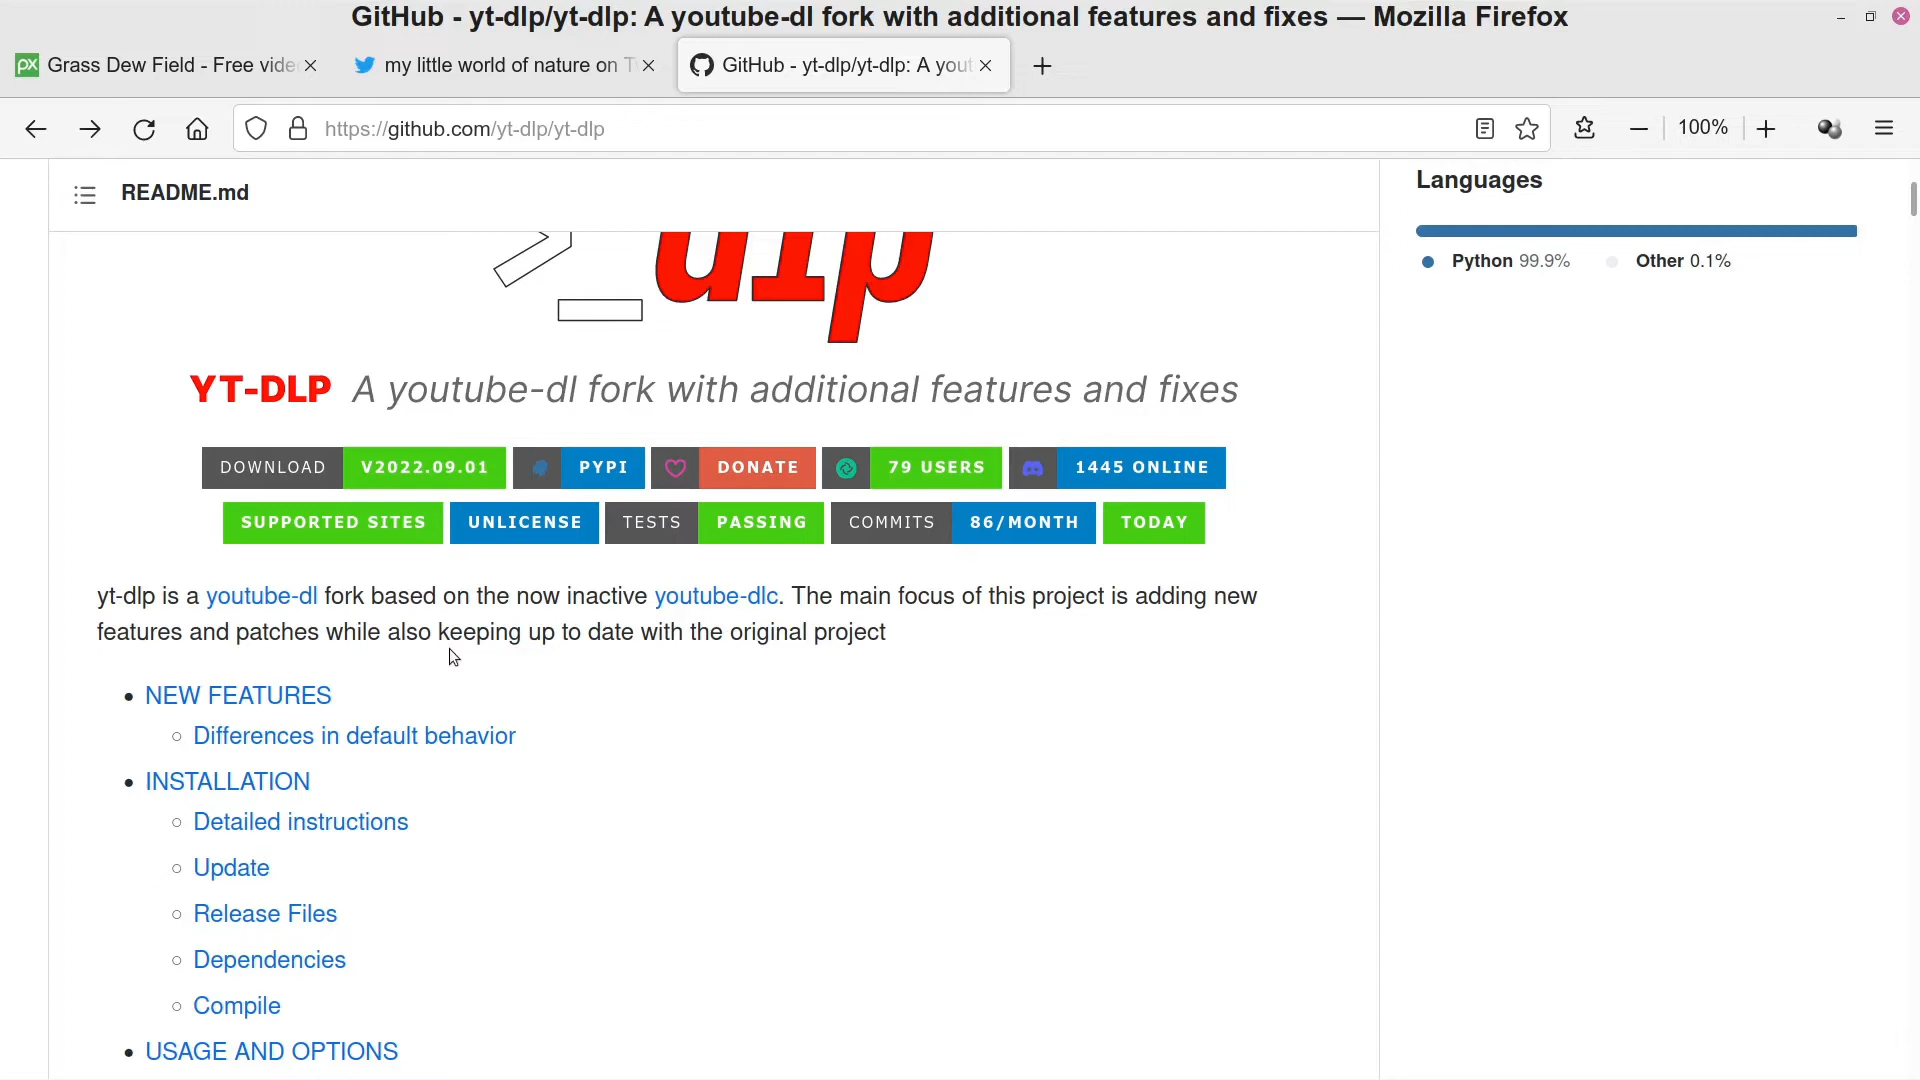 GitHub - yt-dlp/yt-dlp: A youtube-dl fork with additional features and fixes — Mozilla Firefox
px Grass Dew Field - Free vide
my little world of nature on T
GitHub - yt-dlp/yt-dlp: A yout
https://github.com/yt-dlp/yt-dlp
100%
README.md
Languages
Python 99.9% Other 0.1%
dlp
YT-DLP A youtube-dl fork with additional features and fixes
DOWNLOAD V2022.09.01 PYPI DONATE 79 USERS 1445 ONLINE
SUPPORTED SITES UNLICENSE TESTS PASSING COMMITS 86/MONTH TODAY
yt-dlp is a youtube-dl fork based on the now inactive youtube-dlc. The main focus of this project is adding new
features and patches while also keeping up to date with the original project
• NEW FEATURES
○ Differences in default behavior
• INSTALLATION
○ Detailed instructions
○ Update
○ Release Files
○ Dependencies
○ Compile
• USAGE AND OPTIONS